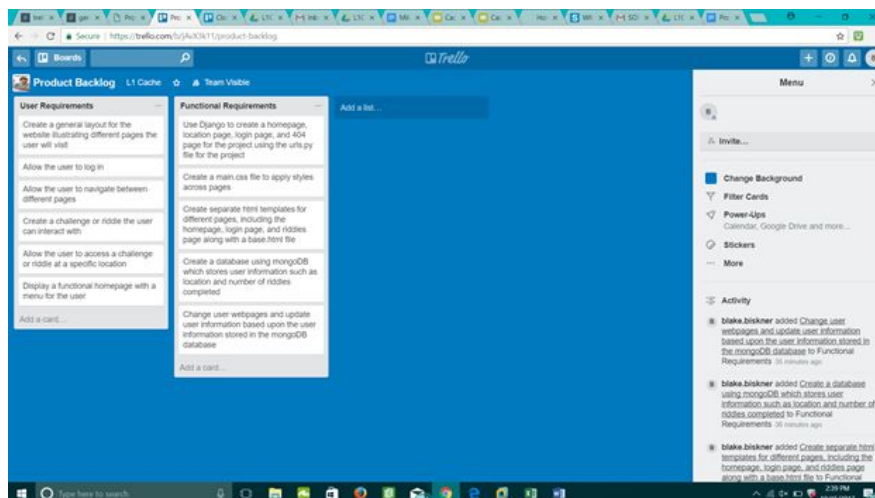 Secure | https://trello.com/b/jAvX3k11/product-backlog
Boards
Trello
Product Backlog L1 Cache Team Visible
Menu
User Requirements
Create a general layout for the
website illustrating different pages the
user will visit
Allow the user to log in
Allow the user to navigate between
different pages
Create a challenge or riddle the user
can interact with
Allow the user to access a challenge
or riddle at a specific location
Display a functional homepage with a
menu for the user
Add a card...
Functional Requirements
Use Django to create a homepage,
location page, login page, and 404
page for the project using the urls.py
file for the project
Create a main.css file to apply styles
across pages
Create separate html templates for
different pages, including the
homepage, login page, and riddles
page along with a base.html file
Create a database using mongoDB
which stores user information such as
location and number of riddles
completed
Change user webpages and update
user information based upon the user
information stored in the mongoDB
database
Add a card...
Add a list...
Invite...
Change Background
Filter Cards
Power-Ups
Calendar, Google Drive and more...
Stickers
More
Activity
blake.biskner added Change user
webpages and update user information
based upon the user information stored in
the mongoDB database to Functional
Requirements
blake.biskner added Create a database
using mongoDB which stores user
information such as location and number of
riddles completed to Functional
Requirements
blake.biskner added Create separate html
templates for different pages, including the
homepage, login page, and riddles page
along with a base.html file to Functional
Type here to search
2:39 PM